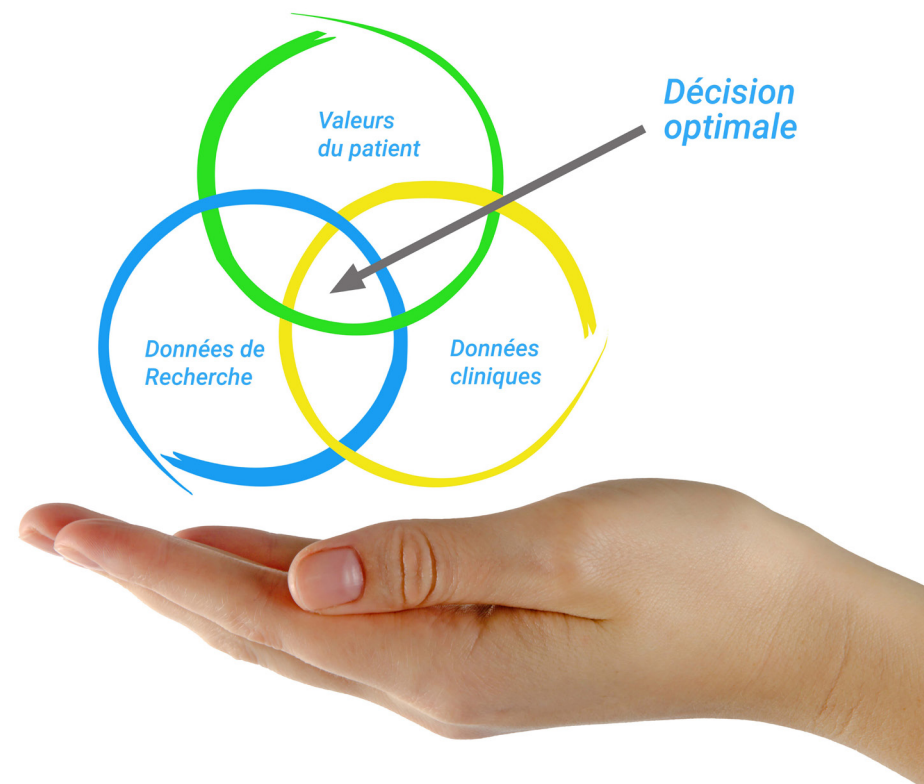 Valeurs
du patient
Décision
optimale
Données de
Recherche
Données
cliniques